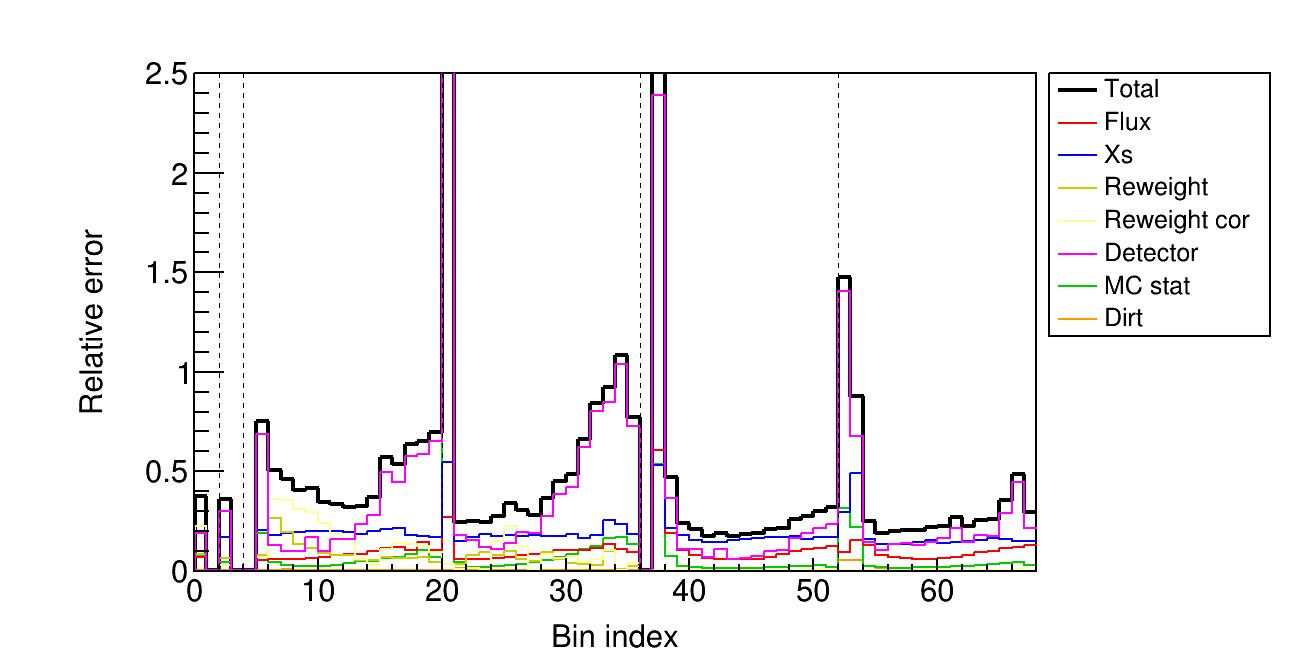 2.5
2
1.5
1
0.5
0
0 10 20 30 40 50 60
Relative error
Bin index
Total
Flux
Xs
Reweight
Reweight cor
Detector
MC stat
Dirt